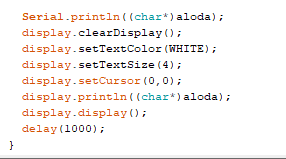 Serial.println((char*)aloda);
display.clearDisplay();
display.setTextColor(WHITE);
display.setTextSize(4);
display.setCursor(0,0);
display.println((char*)aloda);
display.display();
delay(1000);
}